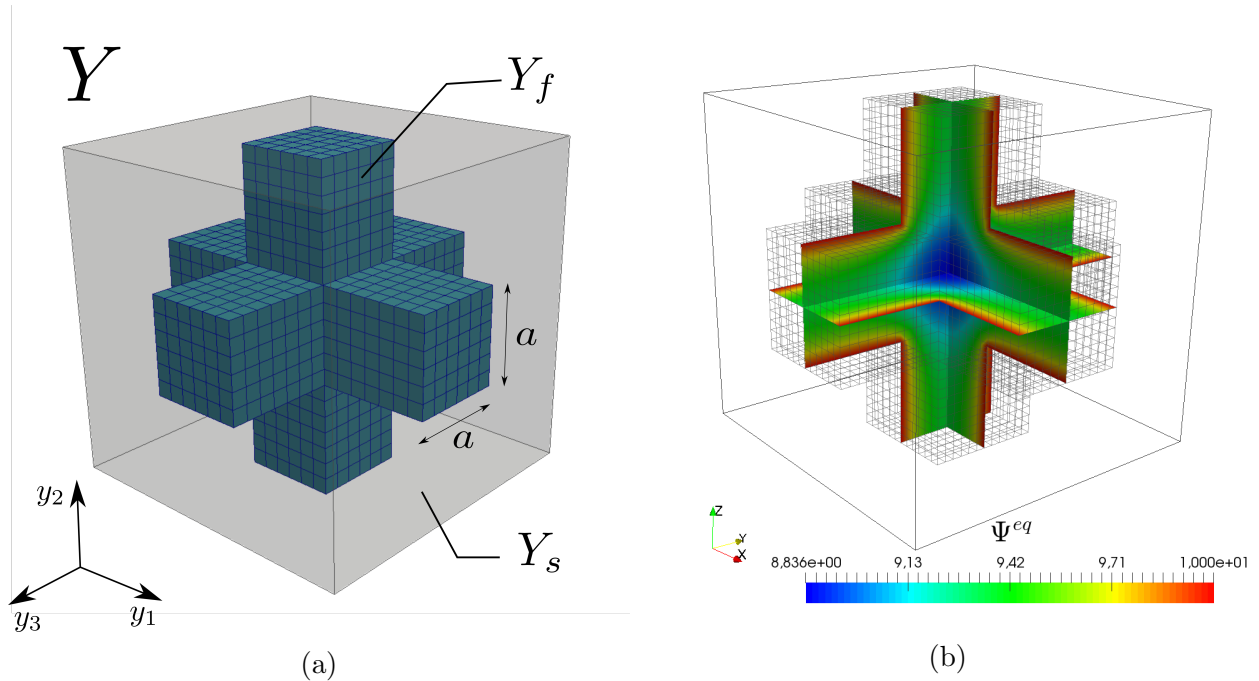 Y
Y_f
a
a
y_2
y_3
y_1
Y_s
(a)
Z
Y
X
Ψ^{eq}
8,836e+00 9,13 9,42 9,71 1,000e+01
(b)